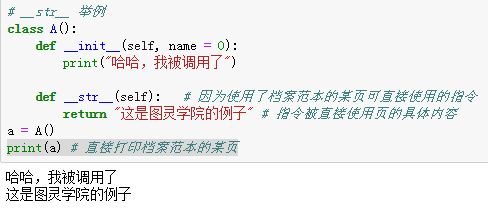 # __str__ 举例
class A():
    def __init__(self, name = 0):
        print("哈哈，我被调用了")
    def __str__(self):   # 因为使用了档案范本的某页可直接使用的指令
        return "这是图灵学院的例子" # 指令被直接使用页的具体内容
a = A()
print(a) # 直接打印档案范本的某页
哈哈，我被调用了
这是图灵学院的例子